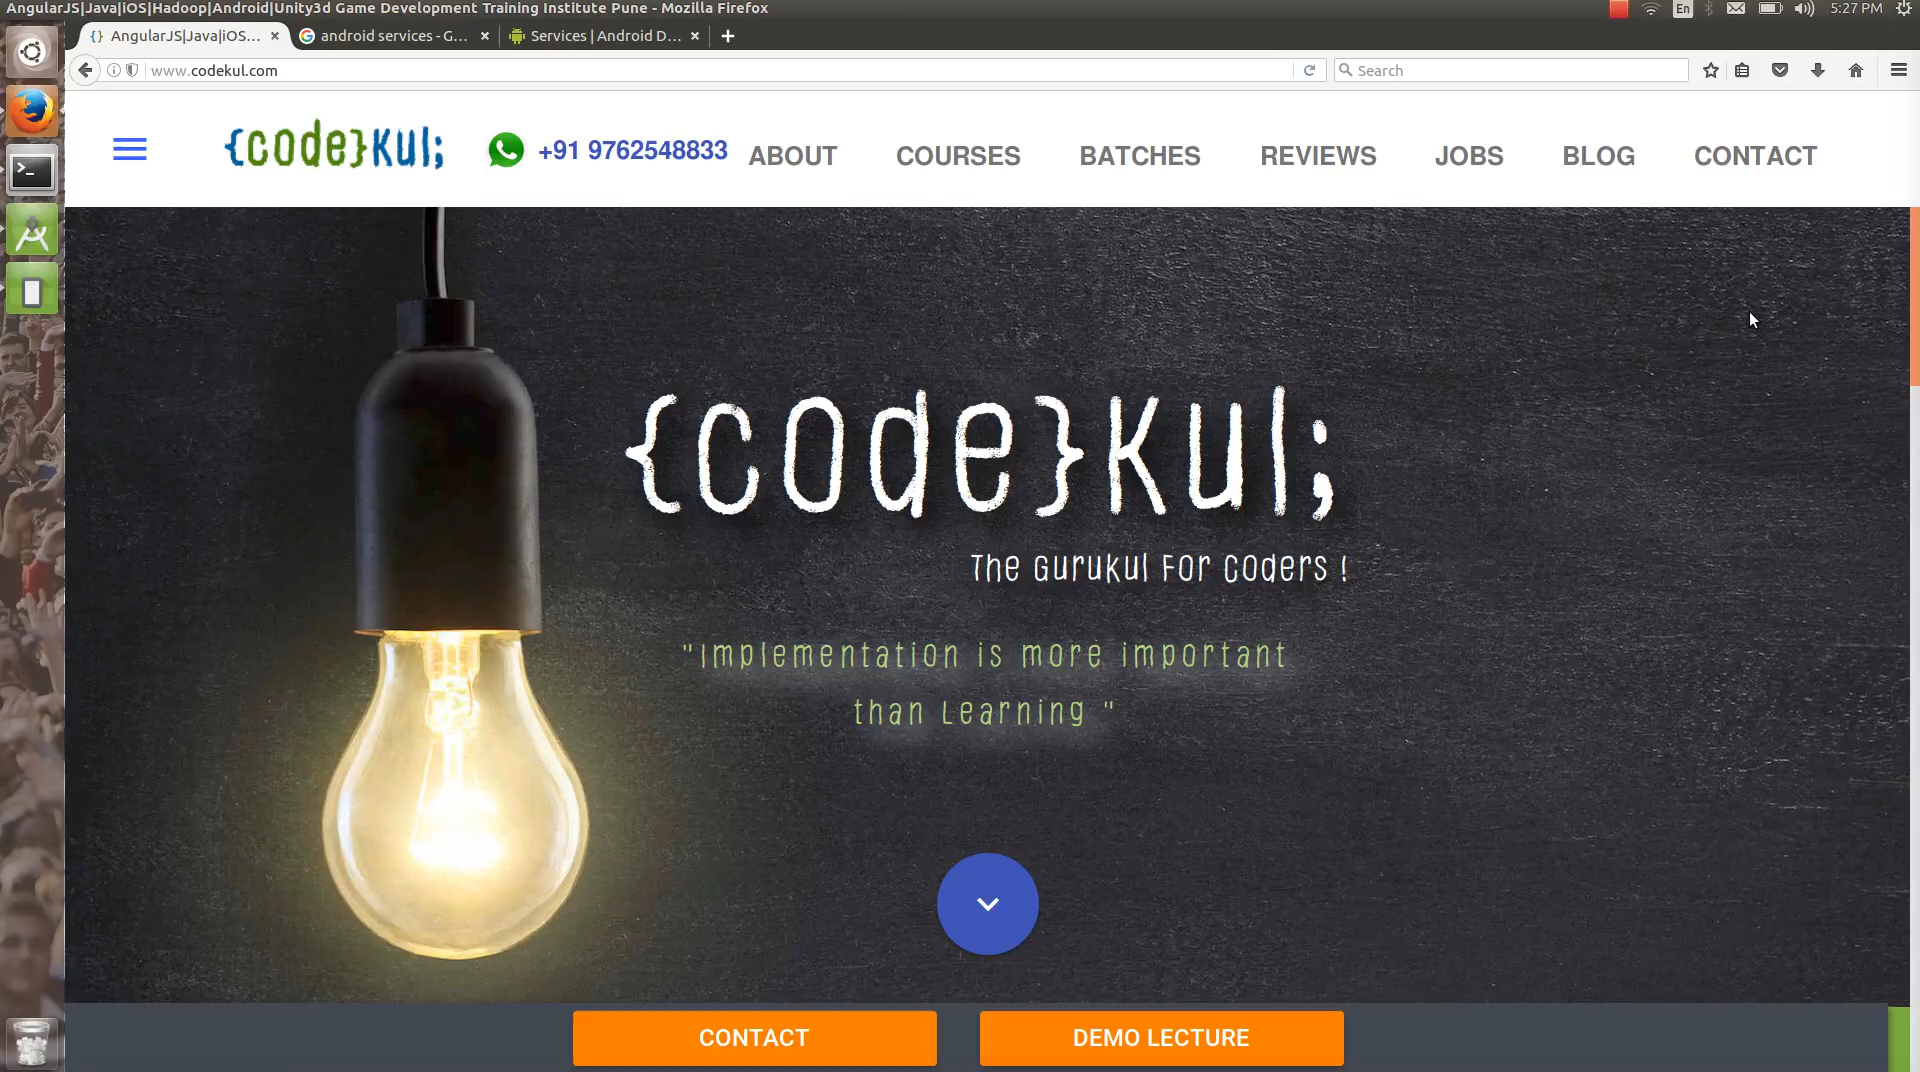 AngularJS|Java|iOS|Hadoop|Android|Unity3d Game Development Training Institute Pune - Mozilla Firefox
En
5:27 PM
{} AngularJS|Java|iOS... ×
android services - G... ×
Services | Android D... ×
www.codekul.com
Search
{code}kul;
+91 9762548833
ABOUT
COURSES
BATCHES
REVIEWS
JOBS
BLOG
CONTACT
{code}kul;
The Gurukul For Coders !
"Implementation is more important
than Learning "
CONTACT
DEMO LECTURE